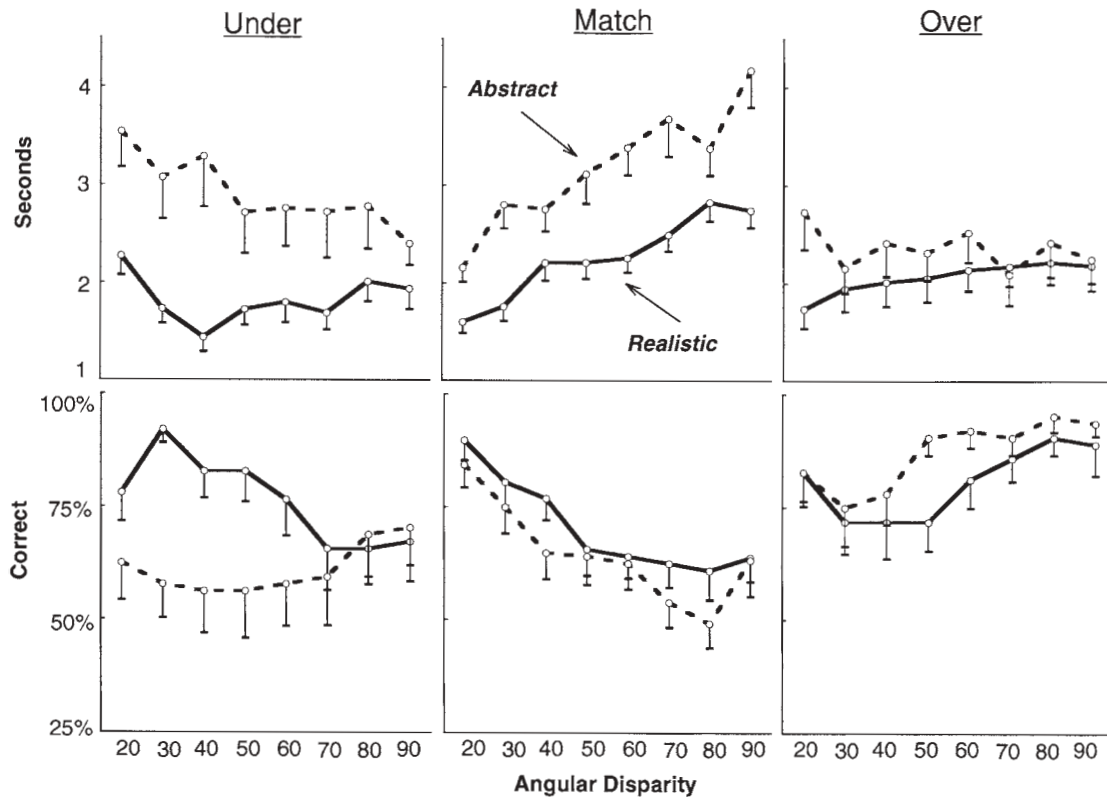 Under Match Over
4
3
2
1
Seconds
Abstract
Realistic
100%
75%
50%
25%
Correct
20 30 40 50 60 70 80 90 20 30 40 50 60 70 80 90 20 30 40 50 60 70 80 90
Angular Disparity